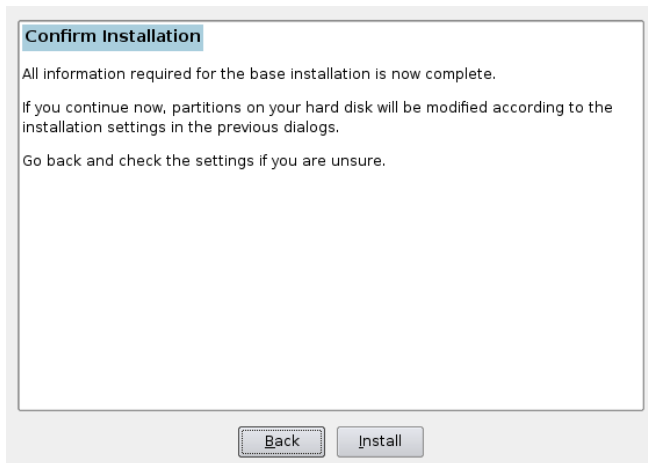 Confirm Installation
All information required for the base installation is now complete.
If you continue now, partitions on your hard disk will be modified according to the
installation settings in the previous dialogs.
Go back and check the settings if you are unsure.
Back Install